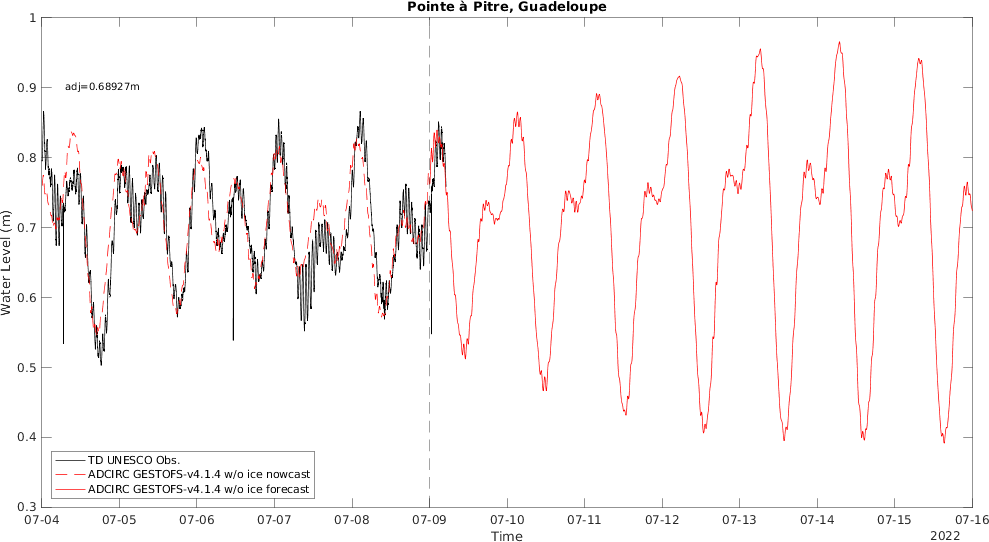 Pointe à Pitre, Guadeloupe
adj=0.68927m
1
0.9
0.8
0.7
0.6
0.5
0.4
0.3
Water Level (m)
TD UNESCO Obs.
ADCIRC GESTOFS-v4.1.4 w/o ice nowcast
ADCIRC GESTOFS-v4.1.4 w/o ice forecast
07-04 07-05 07-06 07-07 07-08 07-09 07-10 07-11 07-12 07-13 07-14 07-15 07-16
Time
2022